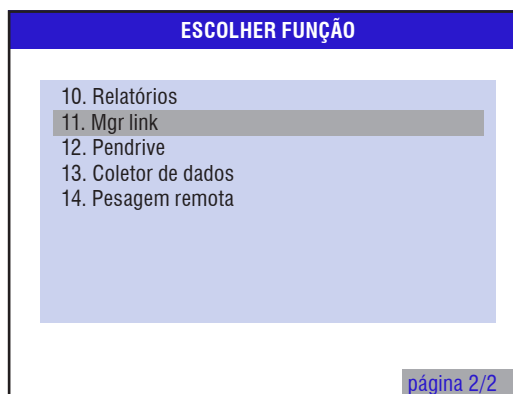 ESCOLHER FUNÇÃO
10. Relatórios
11. Mgr link
12. Pendrive
13. Coletor de dados
14. Pesagem remota
página 2/2